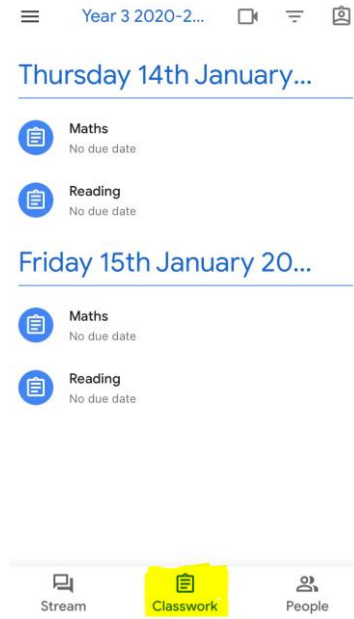 Year 3 2020-2...
Thursday 14th January...
Maths
No due date
Reading
No due date
Friday 15th January 20...
Maths
No due date
Reading
No due date
Stream Classwork People